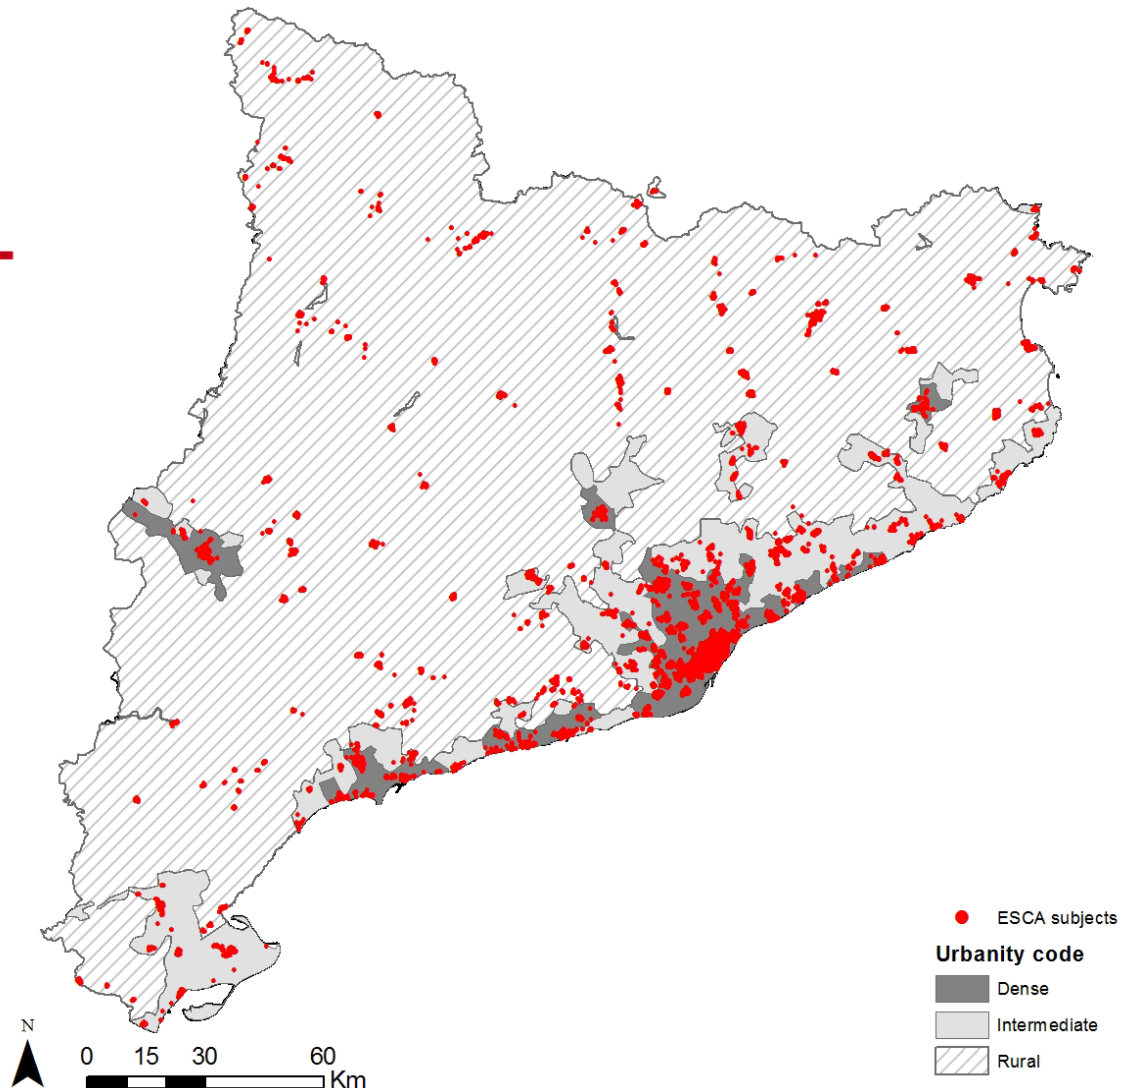 ESCA subjects
Urbanity code
Dense
Intermediate
Rural
N
0 15 30 60
Km